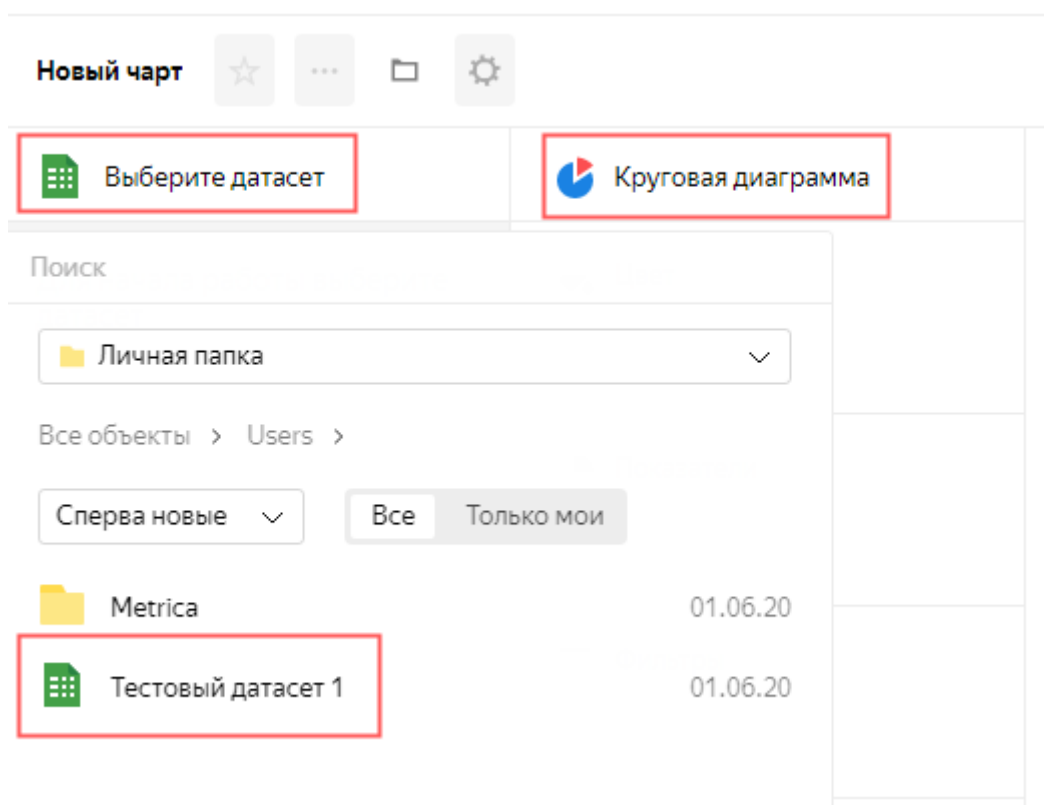 Новый чарт
Выберите датасет
Круговая диаграмма
Поиск
Личная папка
Все объекты > Users >
Сперва новые Все Только мои
Metrica 01.06.20
Тестовый датасет 1 01.06.20